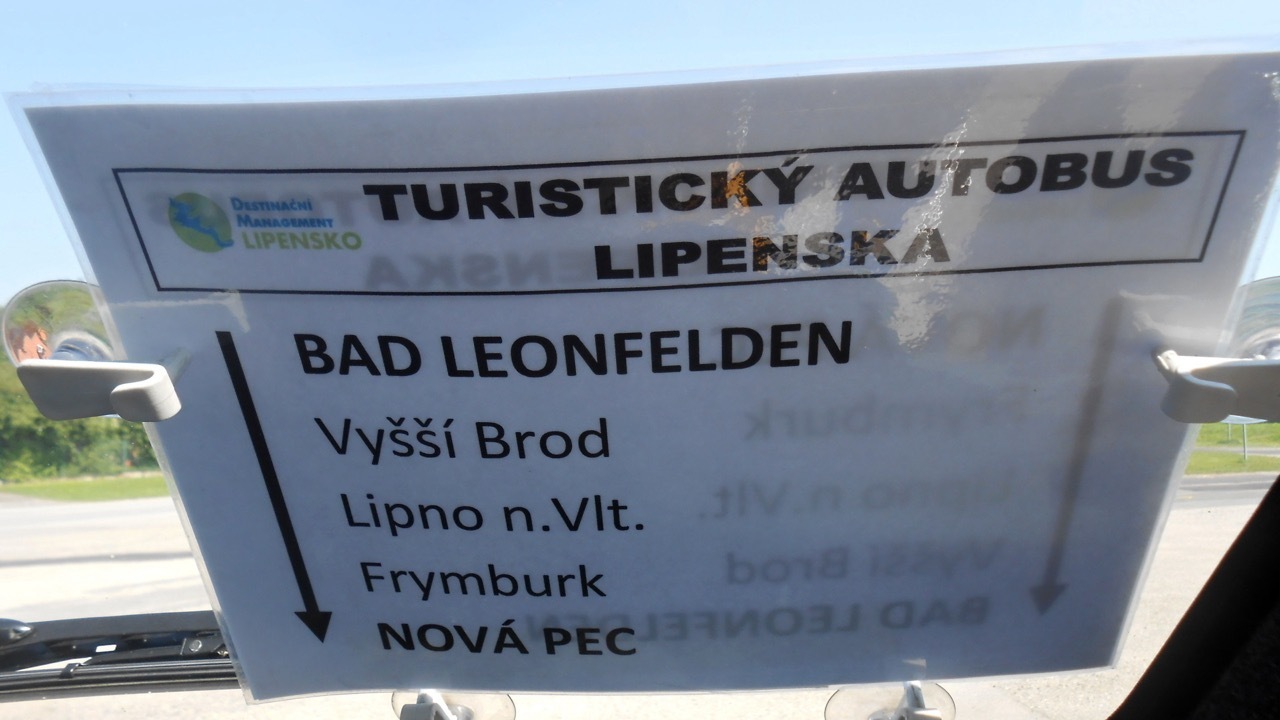 DESTINAČNÍ
MANAGEMENT
LIPENSKO
TURISTICKÝ AUTOBUS
LIPENSKA
BAD LEONFELDEN
Vyšší Brod
Lipno n.Vlt.
Frymburk
NOVÁ PEC